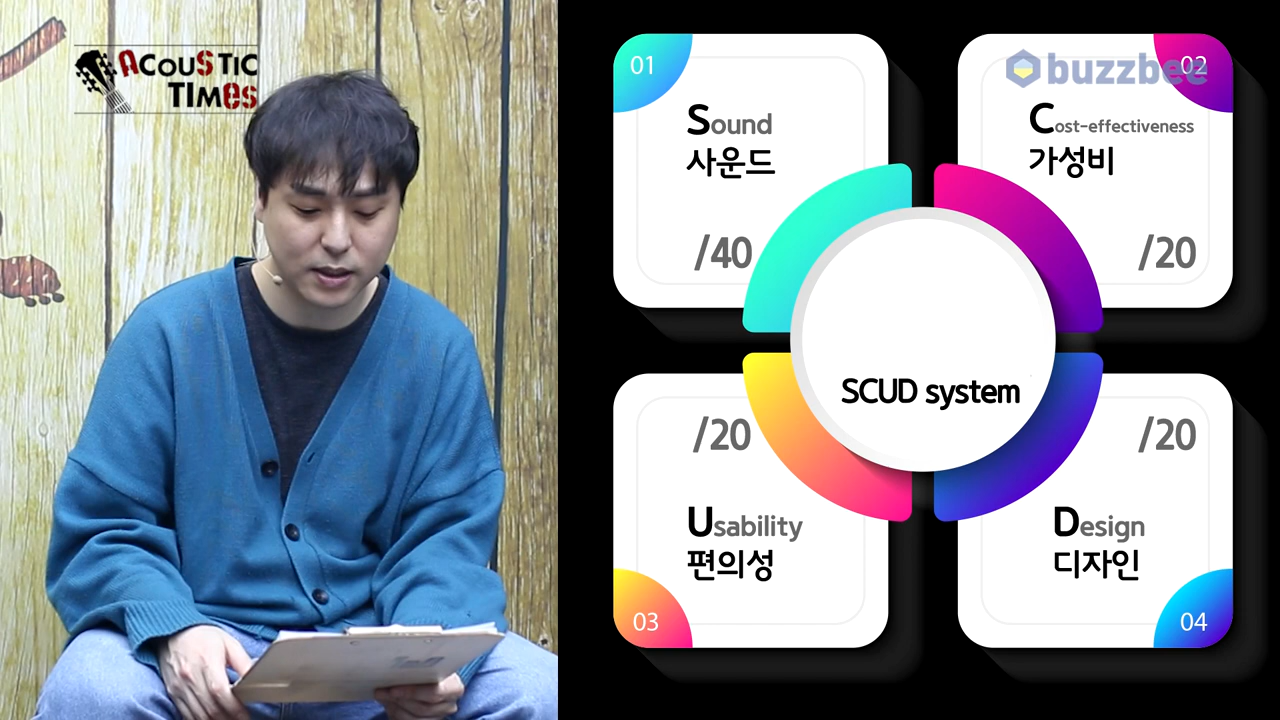 ACOUSTIC
TIMES
01
Sound
사운드
/40
buzzbee
02
Cost-effectiveness
가성비
/20
SCUD system
/20
Usability
편의성
03
/20
Design
디자인
04